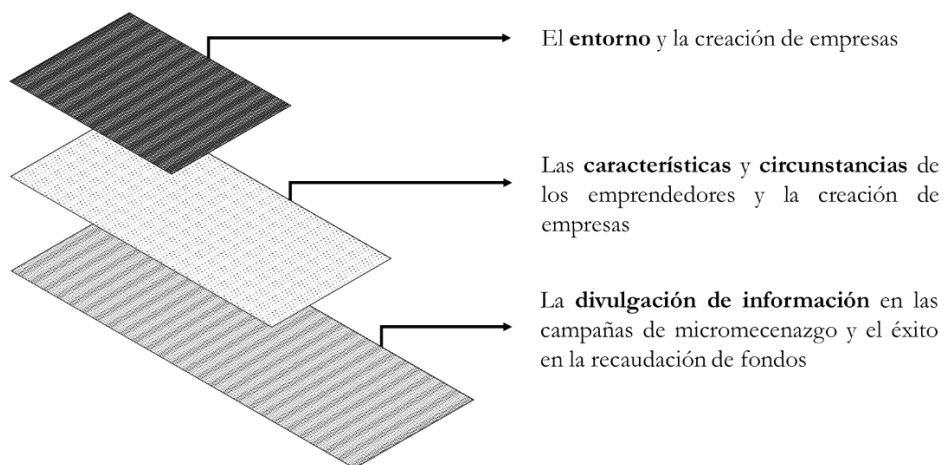 El entorno y la creación de empresas
Las características y circunstancias de
los emprendedores y la creación de
empresas
La divulgación de información en las
campañas de micromecenazgo y el éxito
en la recaudación de fondos